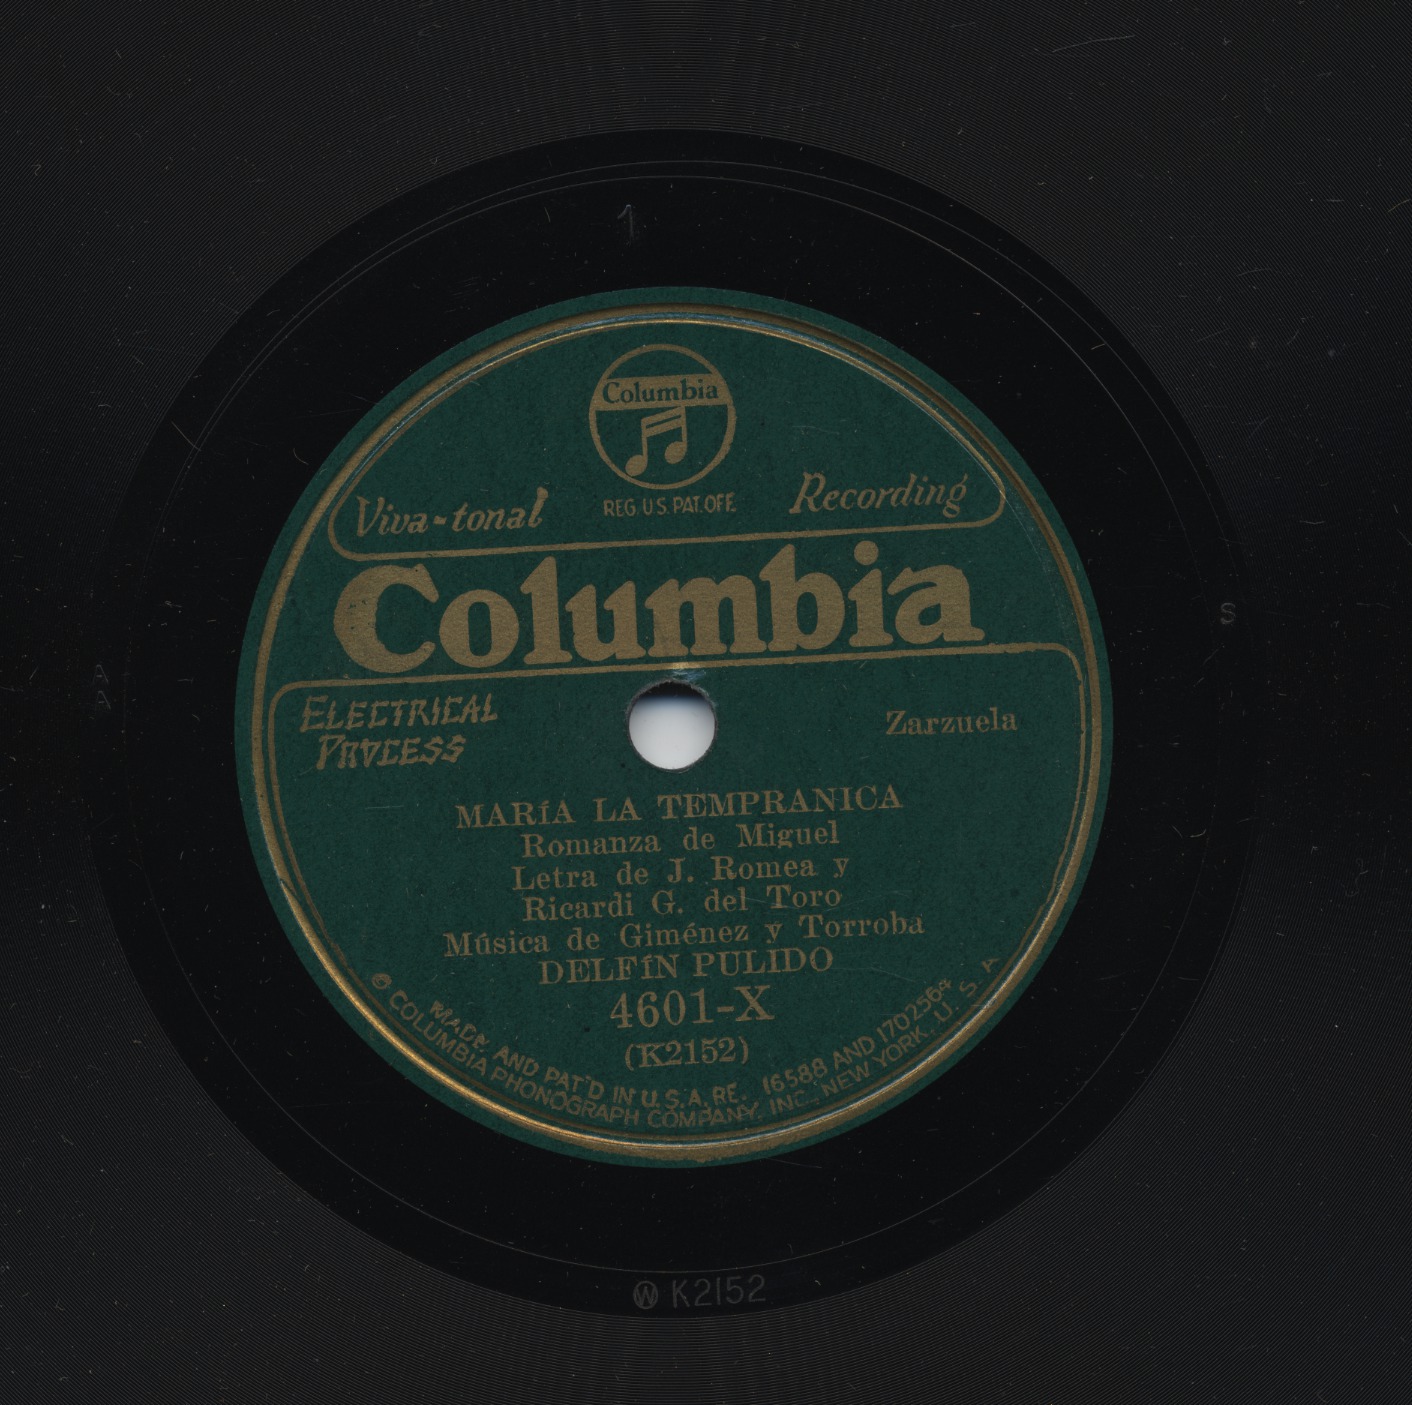 1
Columbia
REG. U.S. PAT. OFF.
Viva-tonal Recording
Columbia
ELECTRICAL
PROCESS
Zarzuela
MARíA LA TEMPRANICA
Romanza de Miguel
Letra de J. Romea y
Ricardi G. del Toro
Música de Giménez y Torroba
DELFíN PULIDO
4601-X
(K2152)
MADE AND PAT'D IN U.S.A. RE. 16588 AND 1702564
© COLUMBIA PHONOGRAPH COMPANY, INC., NEW YORK, U. S. A
S
A
A
W K2152